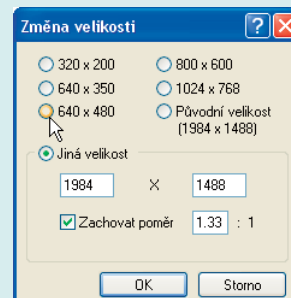 Změna velikosti
320 x 200
800 x 600
640 x 350
1024 x 768
640 x 480
Původní velikost
(1984 x 1488)
Jiná velikost
1984 X 1488
Zachovat poměr 1.33 : 1
OK Storno